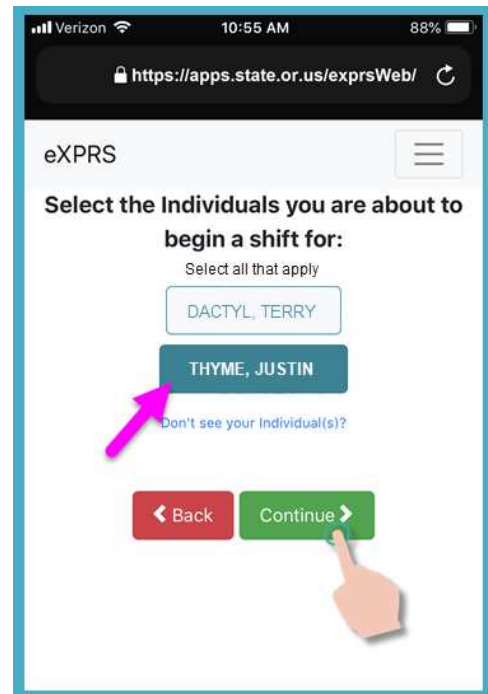 Verizon 10:55 AM 88%
https://apps.state.or.us/exprsWeb/
eXPRS
Select the Individuals you are about to
begin a shift for:
Select all that apply
DACTYL, TERRY
THYME, JUSTIN
Don't see your Individual(s)?
Back Continue